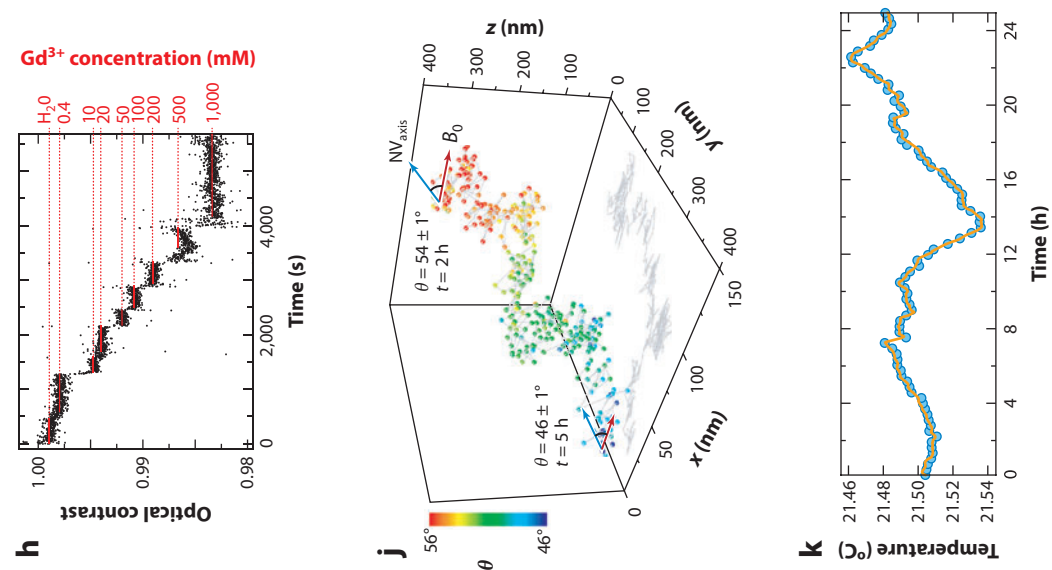 h
Gd³⁺ concentration (mM)
H₂0
0.4
10
20
50
100
200
500
1,000
1.00
0.99
0.98
Optical contrast
0
2,000
4,000
Time (s)
j
56°
46°
θ
NVaxis
B₀
θ = 54 ± 1°
t = 2 h
θ = 46 ± 1°
t = 5 h
z (nm)
400
300
200
100
0
y (nm)
100
200
300
400
x (nm)
0
50
100
150
k
Temperature (°C)
21.46
21.48
21.50
21.52
21.54
0
4
8
12
16
20
24
Time (h)